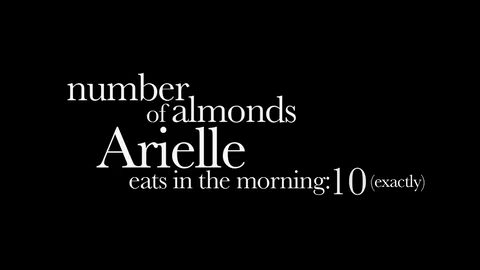 number
of almonds
Arielle
eats in the morning:10 (exactly)